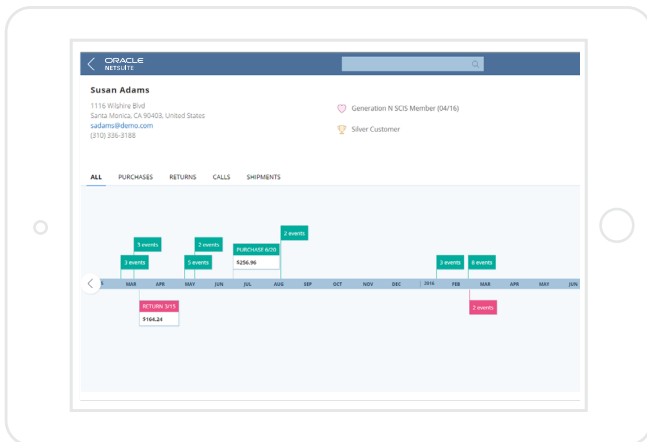 ORACLE
NETSUITE
Susan Adams
1116 Wilshire Blvd
Santa Monica, CA 90403, United States
sadams@demo.com
(310) 336-3188
Generation N SCIS Member (04/16)
Silver Customer
ALL PURCHASES RETURNS CALLS SHIPMENTS
2 events
3 events 2 events PURCHASE 6/20
3 events 5 events $256.96 3 events 6 events
MAR APR MAY JUN JUL AUG SEP OCT NOV DEC 2016 FEB MAR APR MAY JUN
RETURN 3/15 2 events
$164.24